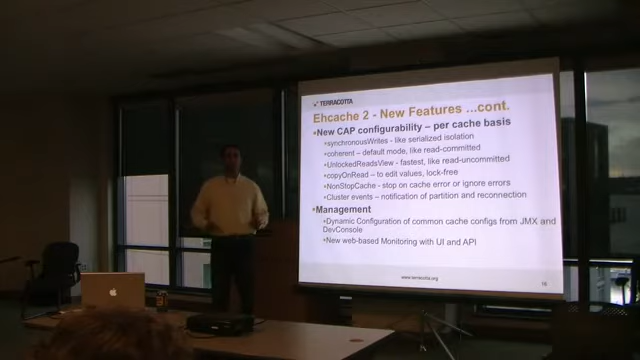 TERRACOTTA
Ehcache 2 - New Features ...cont.
New CAP configurability – per cache basis
synchronousWrites - like serialized isolation
coherent – default mode, like read-committed
UnlockedReadsView – fastest, like read-uncommitted
copyOnRead – to edit values, lock-free
NonStopCache - stop on cache error or ignore errors
Cluster events – notification of partition and reconnection
Management
Dynamic Configuration of common cache configs from JMX and
DevConsole
New web-based Monitoring with UI and API
www.terracotta.org